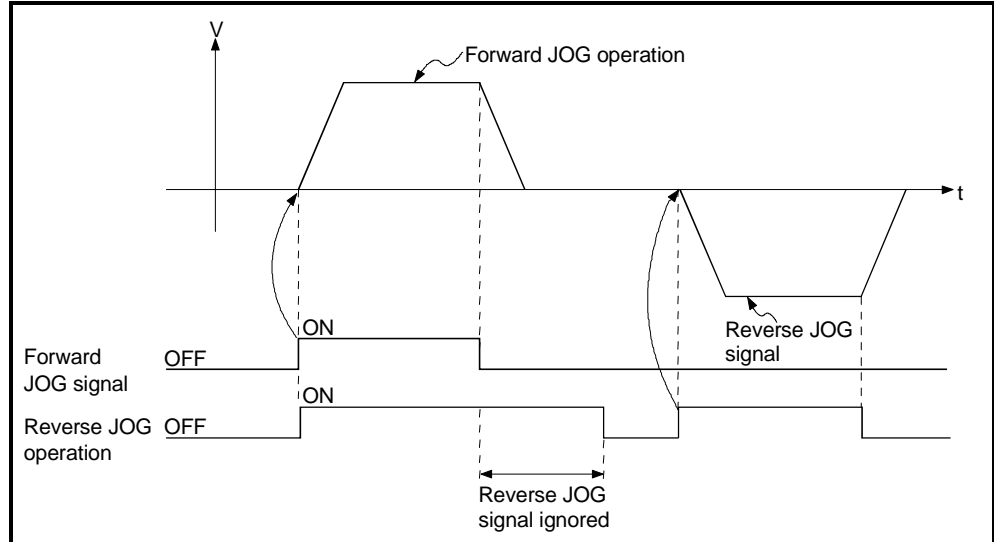 V
Forward JOG operation
t
Reverse JOG
signal
ON
Forward
JOG signal
OFF
ON
Reverse JOG
operation
OFF
Reverse JOG
signal ignored